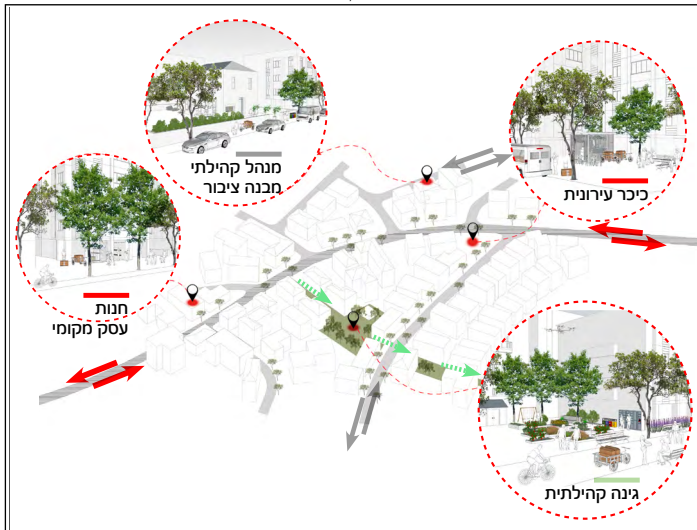 מנהל קהילתי
מבנה ציבור
כיכר עירונית
חנות
עסק מקומי
גינה קהילתית